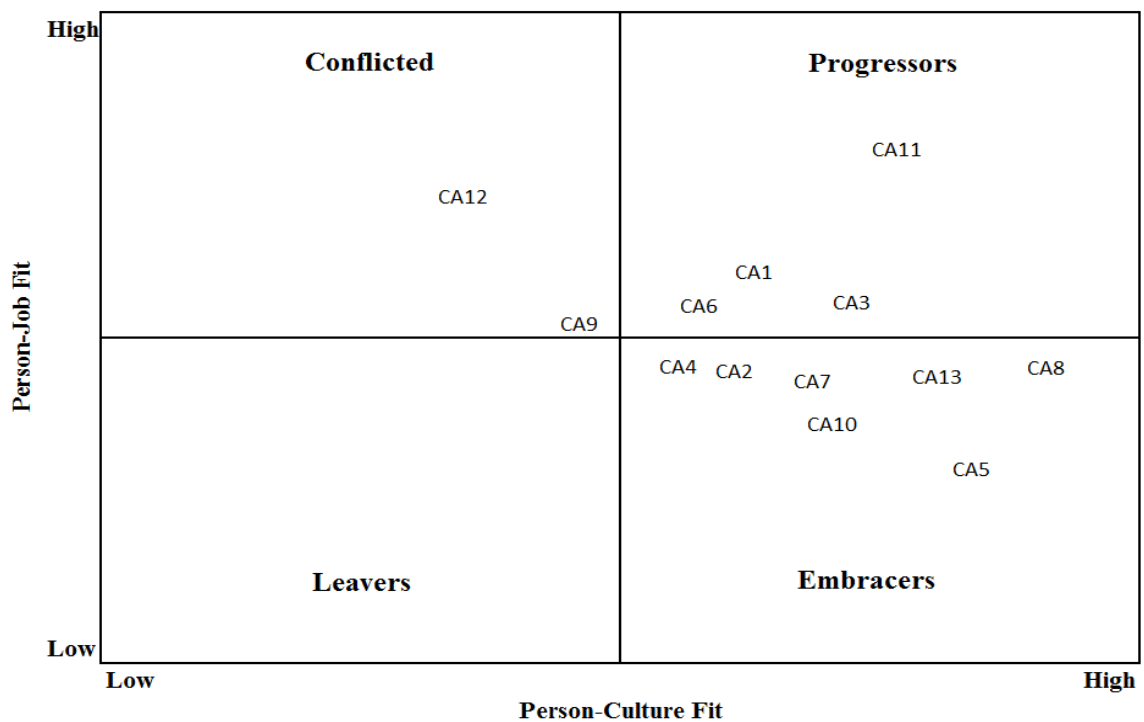 High
Conflicted
Progressors
CA11
CA12
CA1
CA6
CA3
CA9
Person-Job Fit
CA4
CA2
CA7
CA13
CA8
CA10
CA5
Leavers
Embracers
Low
Low
High
Person-Culture Fit